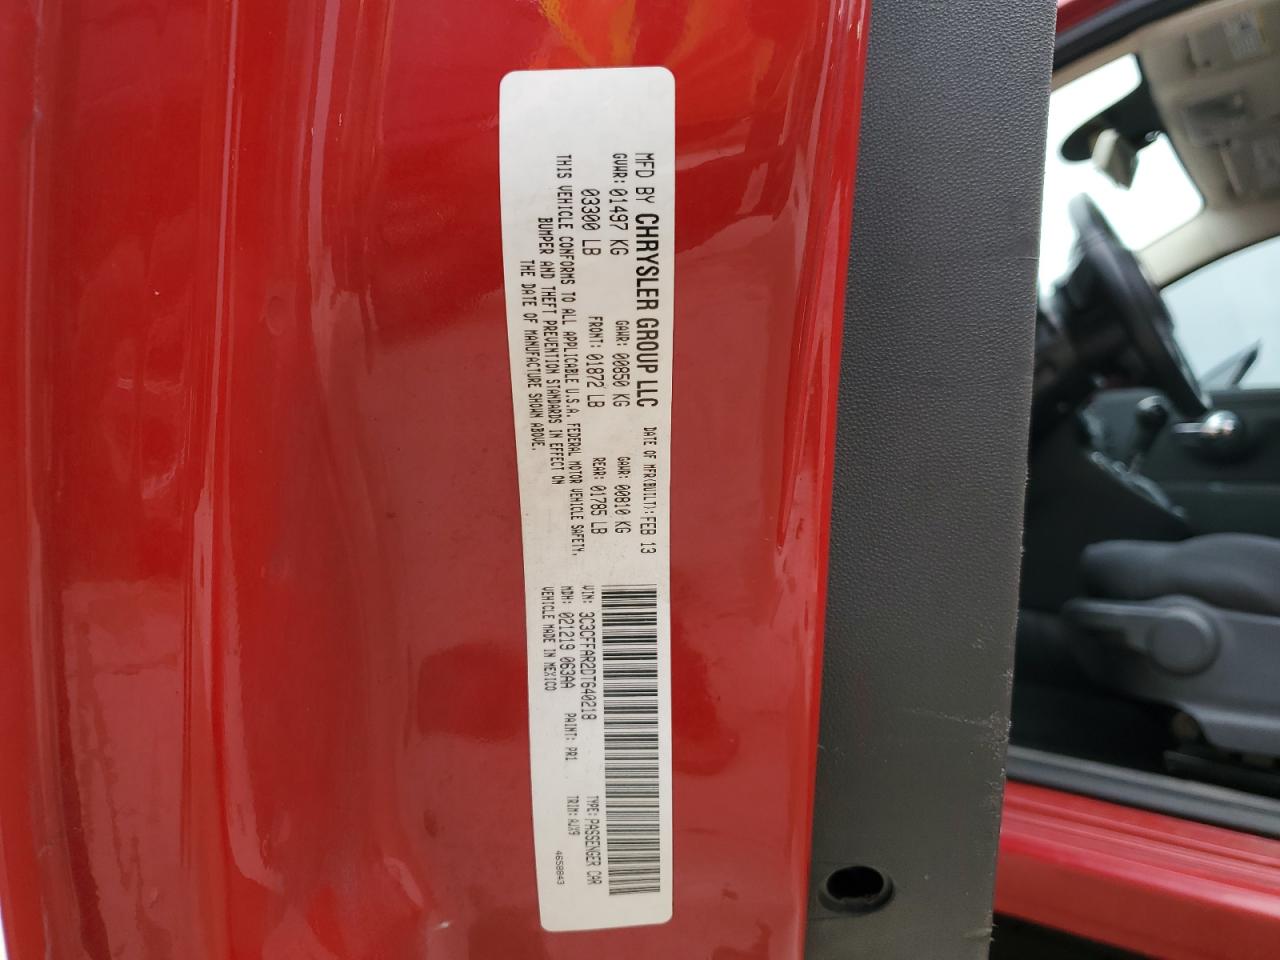 MFD BY CHRYSLER GROUP LLC DATE OF MFR(BUILT): FEB 13
GVWR: 01497 KG GAWR: 00850 KG GAWR: 00810 KG
03300 LB FRONT: 01872 LB REAR: 01785 LB
THIS VEHICLE CONFORMS TO ALL APPLICABLE U.S.A. FEDERAL MOTOR VEHICLE SAFETY,
BUMPER AND THEFT PREVENTION STANDARDS IN EFFECT ON
THE DATE OF MANUFACTURE SHOWN ABOVE.
VIN: 3C3CFFAR2DT640218 TYPE: PASSENGER CAR
MDH: 021219 063AA PAINT: PR1 TRIM: AJX9
VEHICLE MADE IN MEXICO 4658843